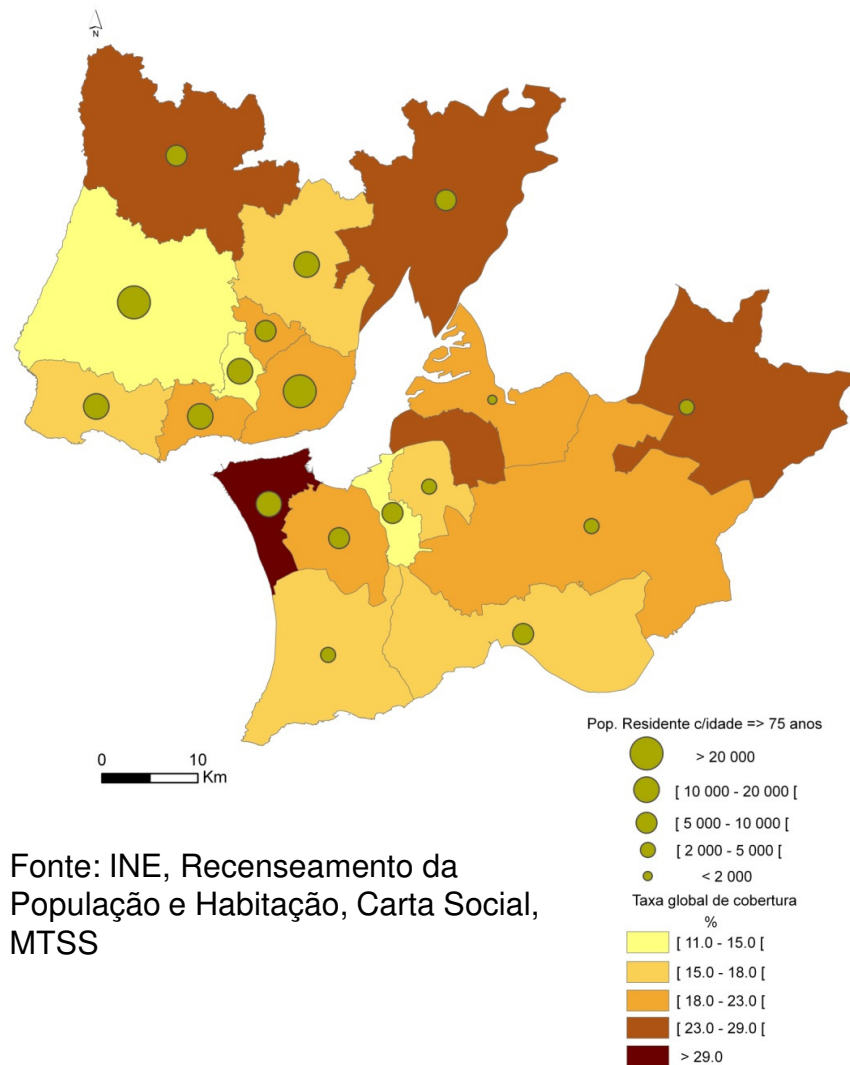 N
0 10
Km
Pop. Residente c/idade => 75 anos
> 20 000
[ 10 000 - 20 000 [
[ 5 000 - 10 000 [
[ 2 000 - 5 000 [
< 2 000
Taxa global de cobertura
%
[ 11.0 - 15.0 [
[ 15.0 - 18.0 [
[ 18.0 - 23.0 [
[ 23.0 - 29.0 [
> 29.0
Fonte: INE, Recenseamento da
População e Habitação, Carta Social,
MTSS